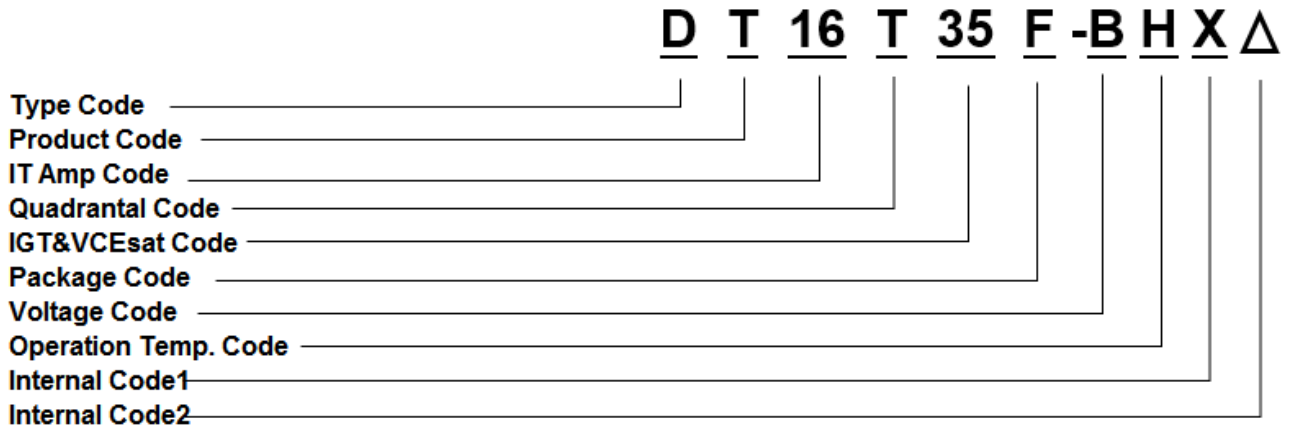 D T 16 T 35 F -B H X △
Type Code
Product Code
IT Amp Code
Quadrantal Code
IGT&VCEsat Code
Package Code
Voltage Code
Operation Temp. Code
Internal Code1
Internal Code2